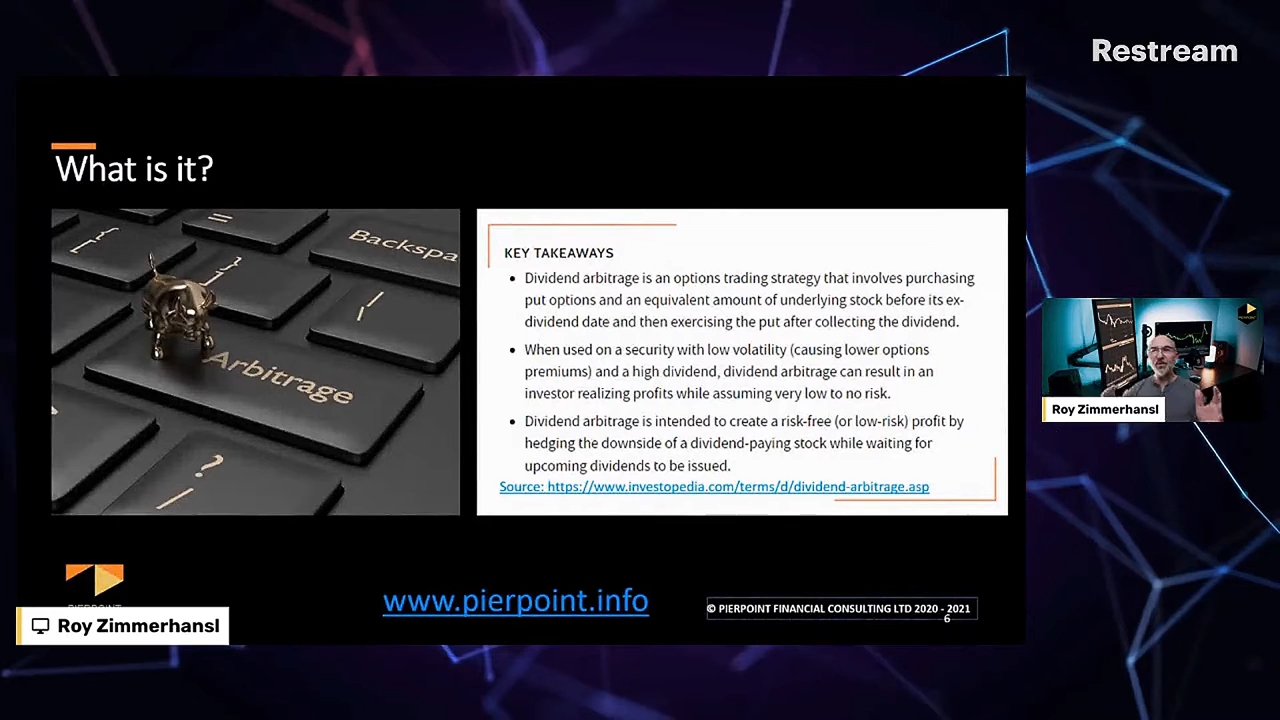 Restream
What is it?
=
Backspa
[
}
]
|
\
Arbitrage
?
/
KEY TAKEAWAYS
• Dividend arbitrage is an options trading strategy that involves purchasing
put options and an equivalent amount of underlying stock before its ex-
dividend date and then exercising the put after collecting the dividend.
• When used on a security with low volatility (causing lower options
premiums) and a high dividend, dividend arbitrage can result in an
investor realizing profits while assuming very low to no risk.
• Dividend arbitrage is intended to create a risk-free (or low-risk) profit by
hedging the downside of a dividend-paying stock while waiting for
upcoming dividends to be issued.
Source: https://www.investopedia.com/terms/d/dividend-arbitrage.asp
Roy Zimmerhansl
www.pierpoint.info
© PIERPOINT FINANCIAL CONSULTING LTD 2020 - 2021
6
Roy Zimmerhansl